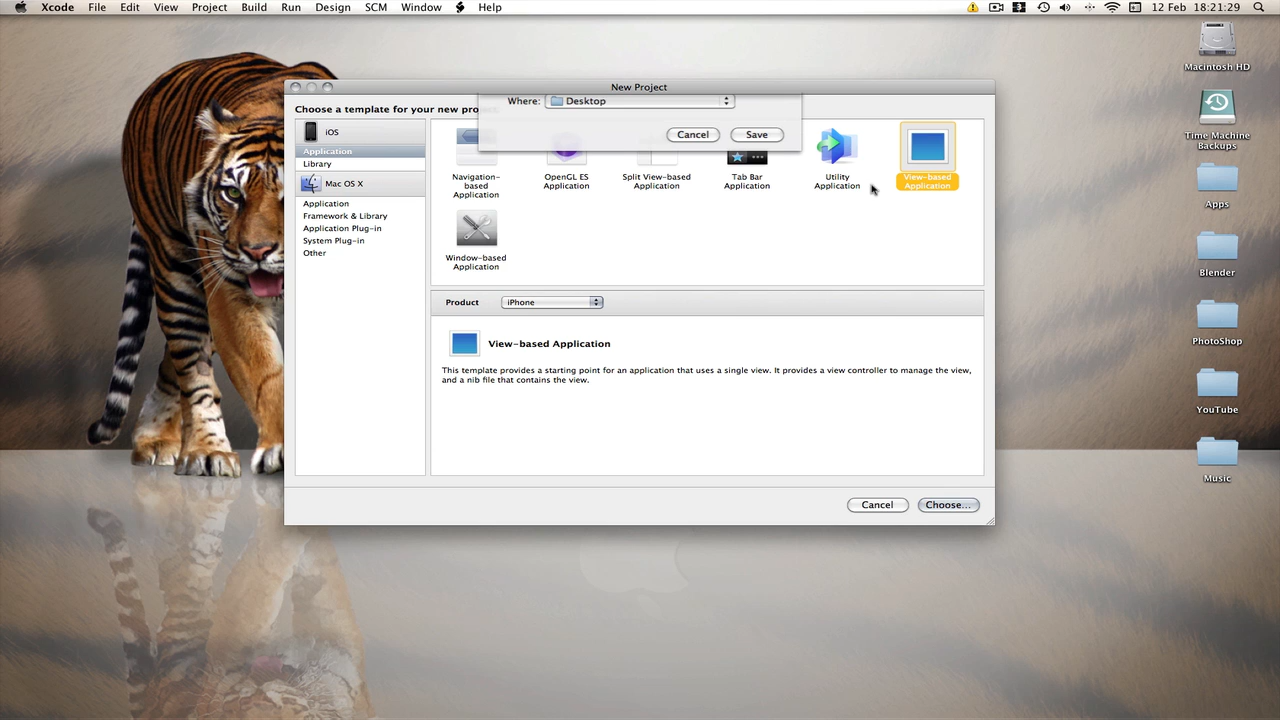 Xcode File Edit View Project Build Run Design SCM Window Help
12 Feb 18:21:29
New Project
Choose a template for your new pro
Where: Desktop
Cancel Save
iOS
Application
Library
Mac OS X
Application
Framework & Library
Application Plug-in
System Plug-in
Other
Navigation-
based
Application
OpenGL ES
Application
Split View-based
Application
Tab Bar
Application
Utility
Application
View-based
Application
Window-based
Application
Product iPhone
View-based Application
This template provides a starting point for an application that uses a single view. It provides a view controller to manage the view,
and a nib file that contains the view.
Cancel Choose...
Macintosh HD
Time Machine
Backups
Apps
Blender
PhotoShop
YouTube
Music